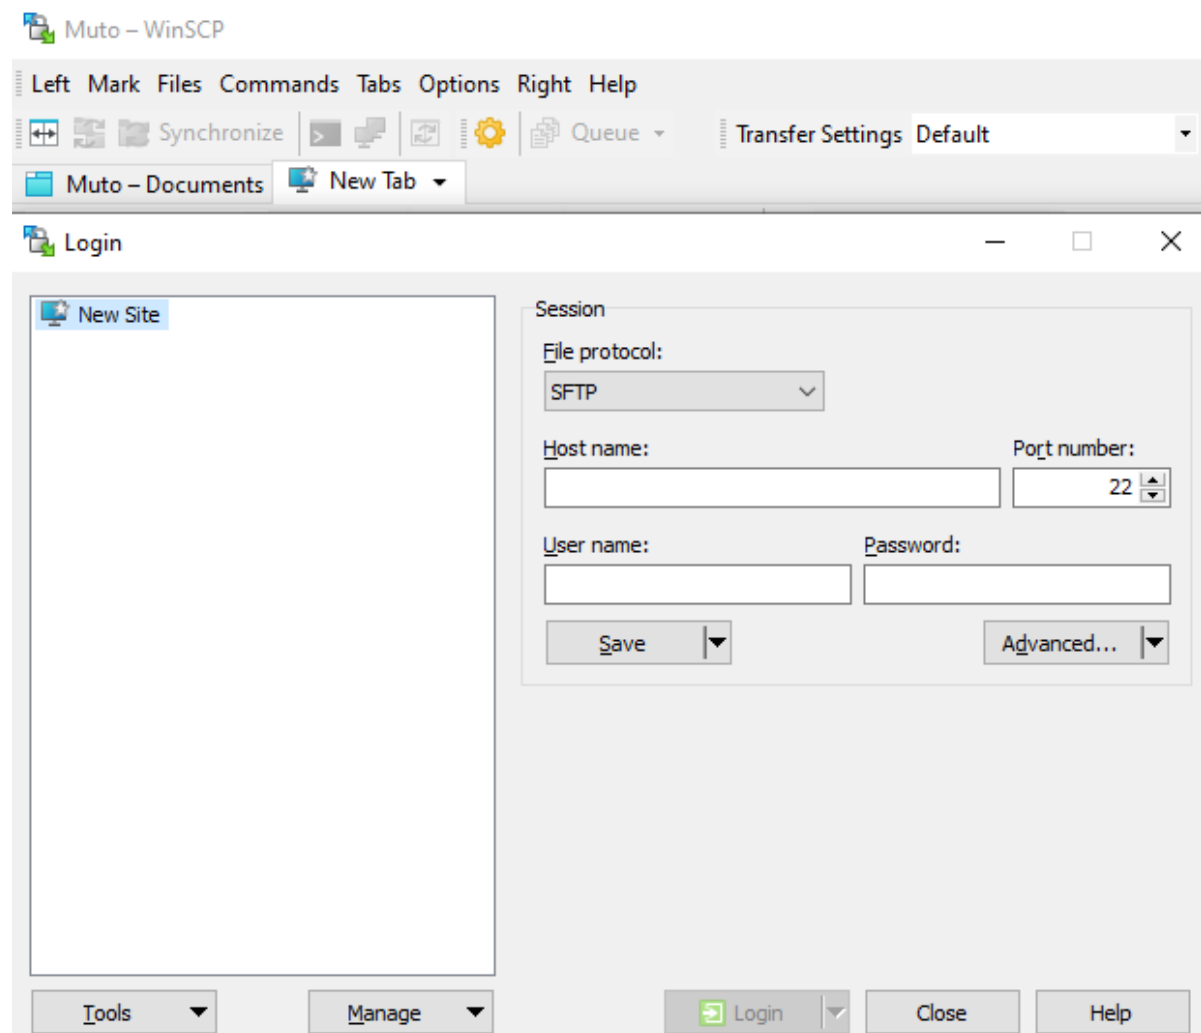 Muto – WinSCP
Left Mark Files Commands Tabs Options Right Help
Synchronize Queue Transfer Settings Default
Muto – Documents New Tab
Login
New Site
Session
File protocol:
SFTP
Host name: Port number:
22
User name: Password:
Save Advanced...
Tools Manage Login Close Help